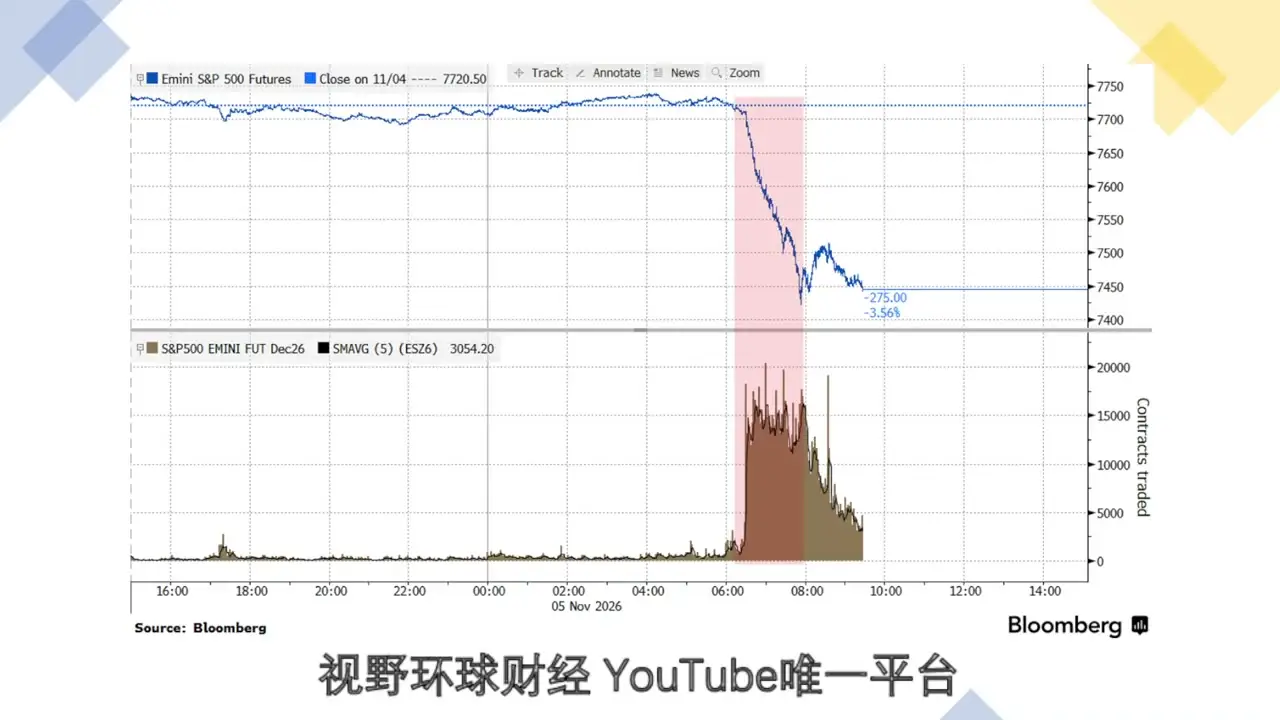 Emini S&P 500 Futures Close on 11/04 ---- 7720.50
Track Annotate News Zoom
7750
7700
7650
7600
7550
7500
7450
7400
-275.00
-3.56%
S&P500 EMINI FUT Dec26 SMAVG (5) (ESZ6) 3054.20
20000
15000
10000
5000
0
Contracts traded
16:00 18:00 20:00 22:00 00:00 02:00 04:00 06:00 08:00 10:00 12:00 14:00
05 Nov 2026
Source: Bloomberg
Bloomberg
视野环球财经 YouTube唯一平台